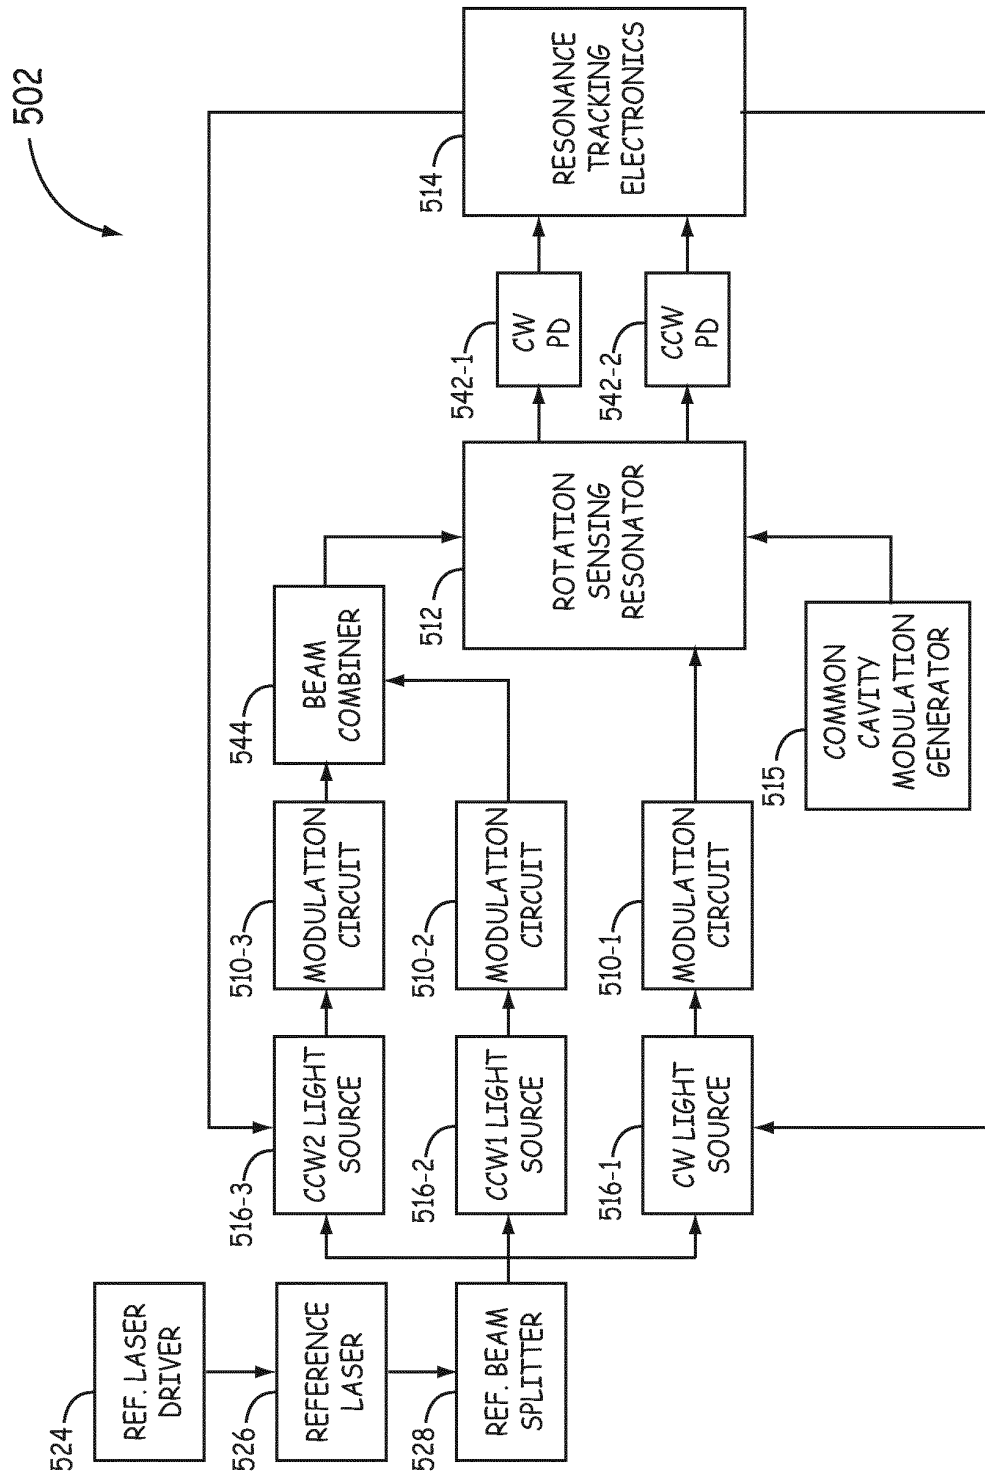 502
524
REF. LASER
DRIVER
526
REFERENCE
LASER
528
REF. BEAM
SPLITTER
516-3
CCW2 LIGHT
SOURCE
516-2
CCW1 LIGHT
SOURCE
516-1
CW LIGHT
SOURCE
510-3
MODULATION
CIRCUIT
510-2
MODULATION
CIRCUIT
510-1
MODULATION
CIRCUIT
544
BEAM
COMBINER
515
COMMON
CAVITY
MODULATION
GENERATOR
512
ROTATION
SENSING
RESONATOR
542-1
CW
PD
542-2
CCW
PD
514
RESONANCE
TRACKING
ELECTRONICS